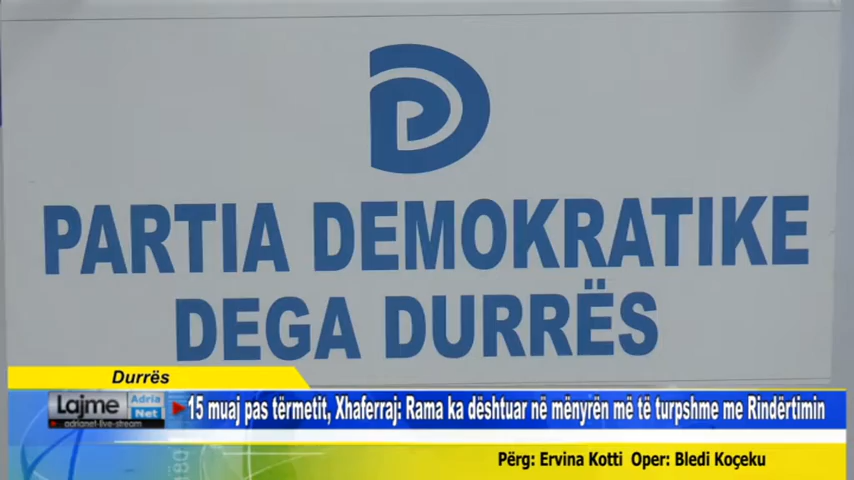 PARTIA DEMOKRATIKE
DEGA DURRËS
Durrës
Lajme Adria Net
adrianet-live-stream
15 muaj pas tërmetit, Xhaferraj: Rama ka dështuar në mënyrën më të turpshme me Rindërtimin
Përg: Ervina Kotti Oper: Bledi Koçeku